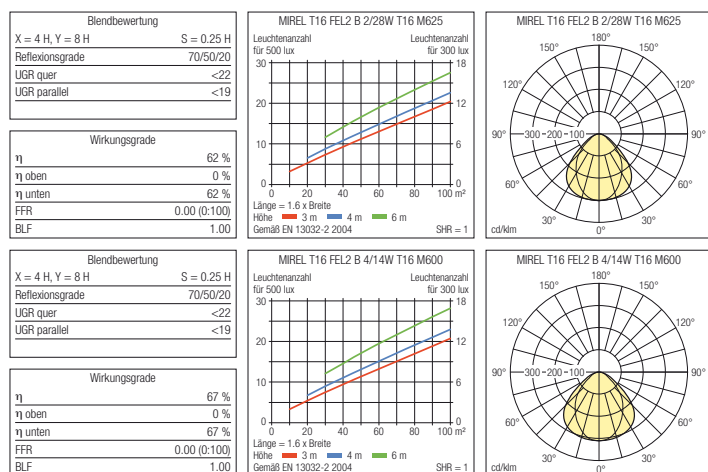 Blendbewertung
X = 4 H, Y = 8 H S = 0.25 H
Reflexionsgrade 70/50/20
UGR quer <22
UGR parallel <19
Wirkungsgrade
η 62 %
η oben 0 %
η unten 62 %
FFR 0.00 (0:100)
BLF 1.00
MIREL T16 FEL2 B 2/28W T16 M625
Leuchtenanzahl Leuchtenanzahl
für 500 lux für 300 lux
30 18
20 12
10 6
0 0
0 20 40 60 80 100 m²
Länge = 1.6 x Breite
Höhe 3 m 4 m 6 m
Gemäß EN 13032-2 2004 SHR = 1
MIREL T16 FEL2 B 2/28W T16 M625
180°
150° 150°
120° 120°
90° 300 200 100 90°
60° 60°
30° 30°
cd/klm 0°
Blendbewertung
X = 4 H, Y = 8 H S = 0.25 H
Reflexionsgrade 70/50/20
UGR quer <22
UGR parallel <19
Wirkungsgrade
η 67 %
η oben 0 %
η unten 67 %
FFR 0.00 (0:100)
BLF 1.00
MIREL T16 FEL2 B 4/14W T16 M600
Leuchtenanzahl Leuchtenanzahl
für 500 lux für 300 lux
30 18
20 12
10 6
0 0
0 20 40 60 80 100 m²
Länge = 1.6 x Breite
Höhe 3 m 4 m 6 m
Gemäß EN 13032-2 2004 SHR = 1
MIREL T16 FEL2 B 4/14W T16 M600
180°
150° 150°
120° 120°
90° 300 200 100 90°
60° 60°
30° 30°
cd/klm 0°